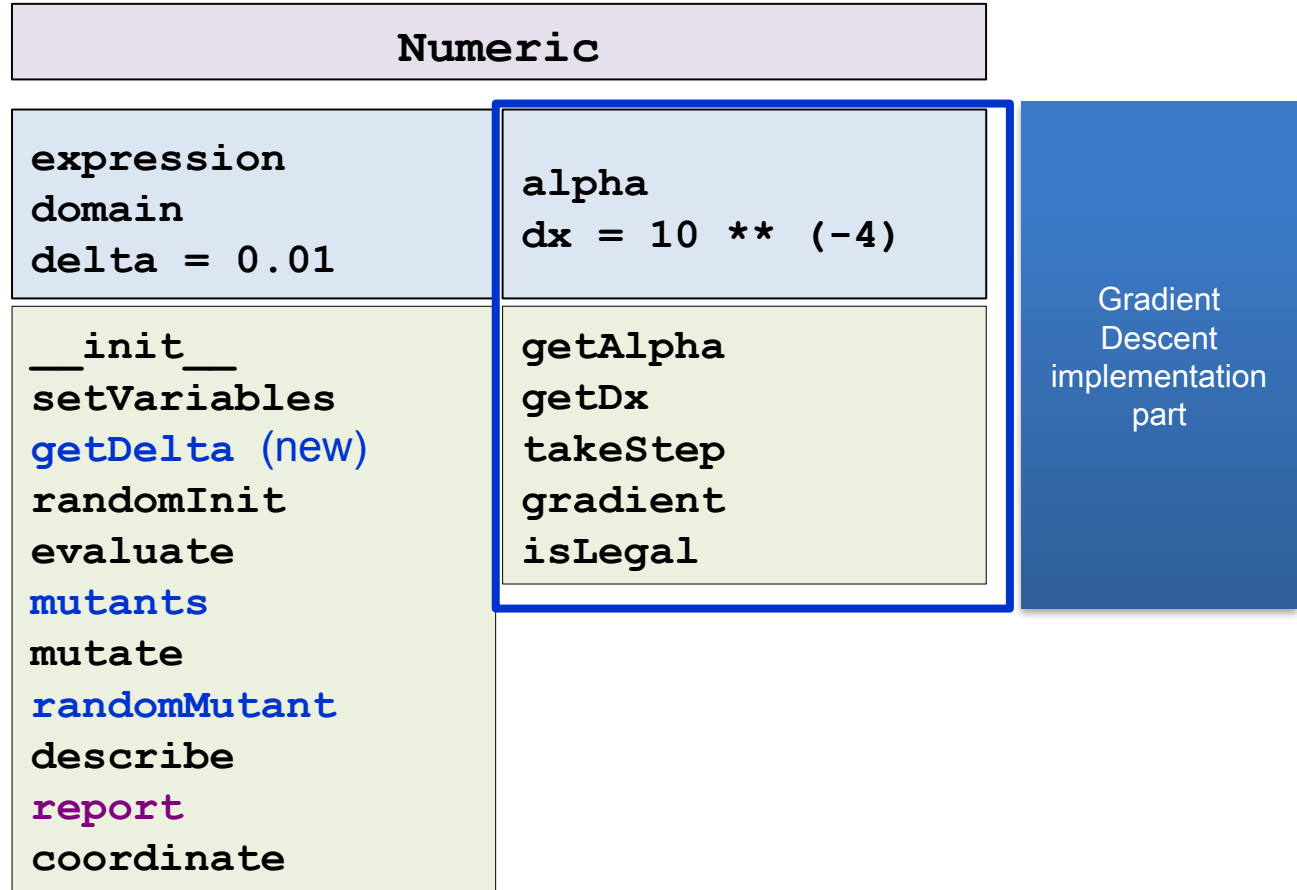 Numeric
expression
domain
delta = 0.01
alpha
dx = 10 ** (-4)
__init__
setVariables
getDelta (new)
randomInit
evaluate
mutants
mutate
randomMutant
describe
report
coordinate
getAlpha
getDx
takeStep
gradient
isLegal
Gradient
Descent
implementation
part